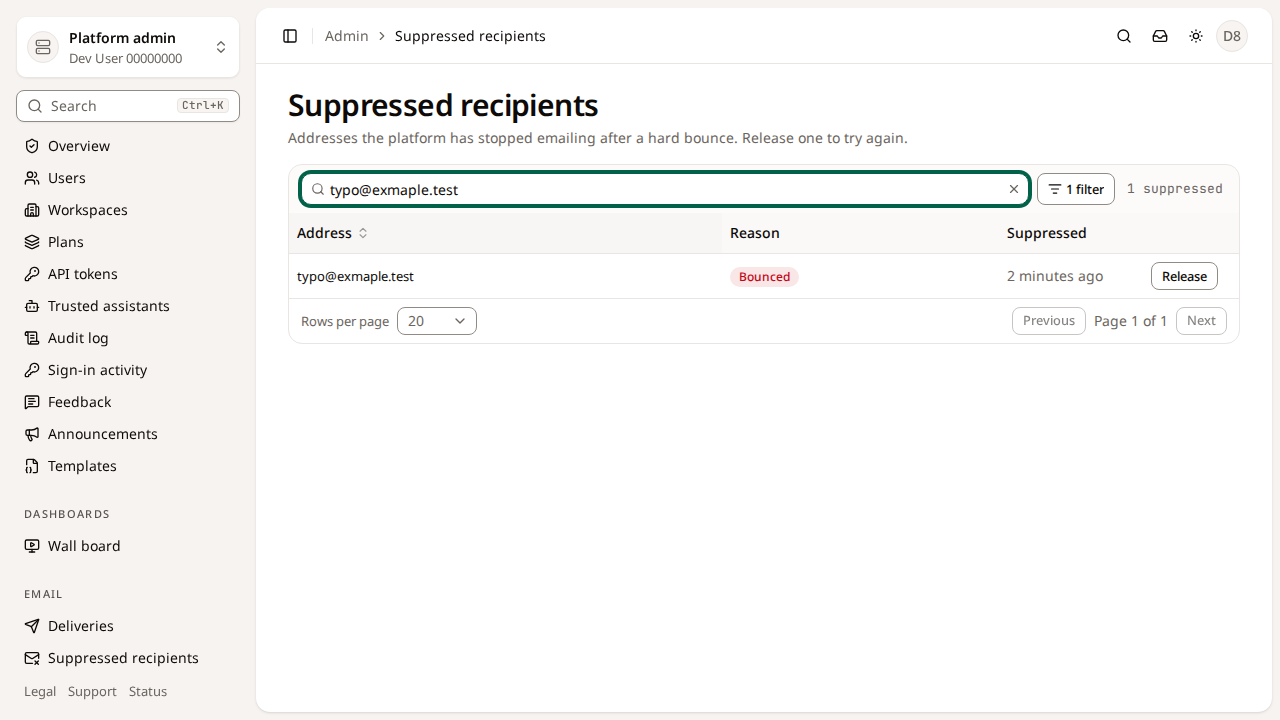 Platform admin
Dev User 00000000
Search Ctrl+K
Overview
Users
Workspaces
Plans
API tokens
Trusted assistants
Audit log
Sign-in activity
Feedback
Announcements
Templates
DASHBOARDS
Wall board
EMAIL
Deliveries
Suppressed recipients
Legal Support Status
Admin Suppressed recipients D8
Suppressed recipients
Addresses the platform has stopped emailing after a hard bounce. Release one to try again.
typo@exmaple.test 1 filter 1 suppressed
Address Reason Suppressed
typo@exmaple.test Bounced 2 minutes ago Release
Rows per page 20 Previous Page 1 of 1 Next